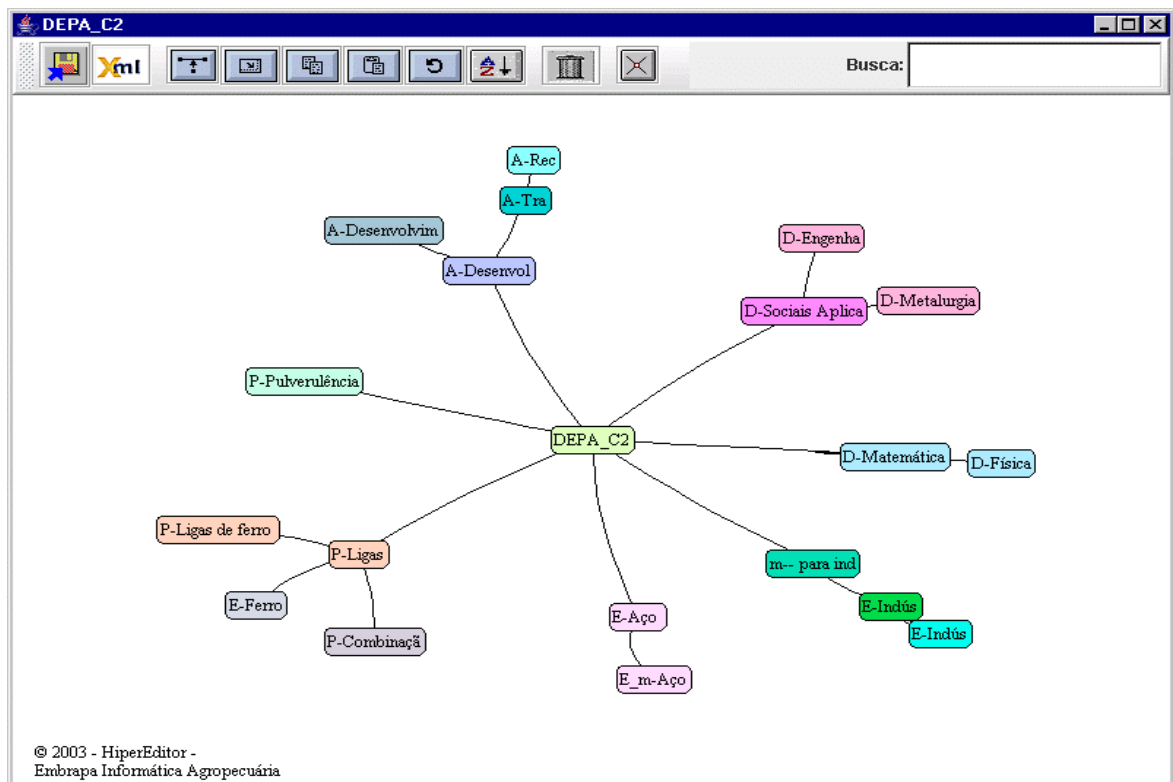 DEPA_C2
Xml
Busca:
A-Rec
A-Tra
A-Desenvolvim
D-Engenha
A-Desenvol
D-Metalurgia
D-Sociais Aplica
P-Pulverulência
DEPA_C2
D-Matemática
D-Física
P-Ligas de ferro
P-Ligas
m-- para ind
E-Ferro
E-Aço
E-Indús
E-Indús
P-Combinaçã
E_m-Aço
© 2003 - HiperEditor -
Embrapa Informática Agropecuária